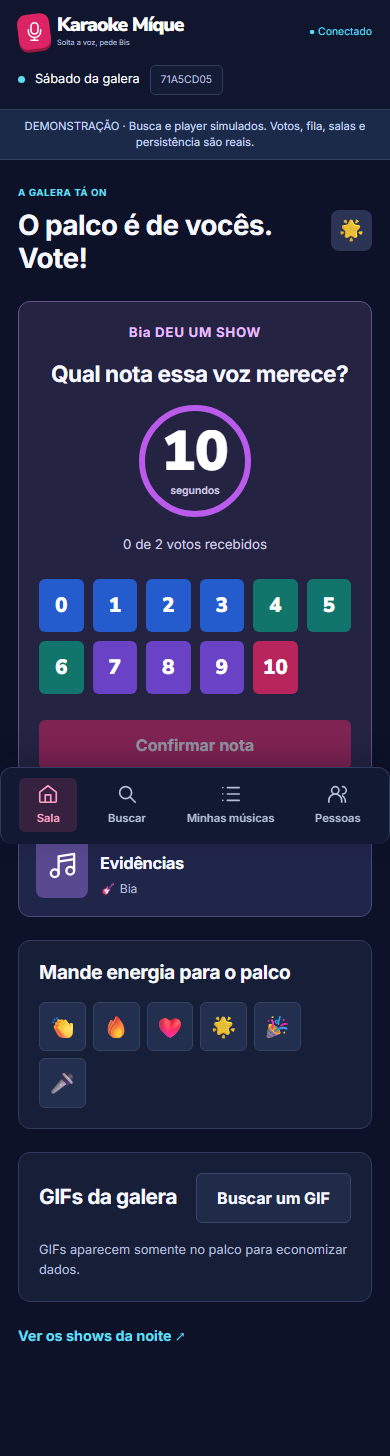 Karaoke Míque
Solta a voz, pede Bis
Conectado
Sábado da galera
71A5CD05
DEMONSTRAÇÃO · Busca e player simulados. Votos, fila, salas e
persistência são reais.
A GALERA TÁ ON
O palco é de vocês.
Vote!
Bia DEU UM SHOW
Qual nota essa voz merece?
10
segundos
0 de 2 votos recebidos
0 1 2 3 4 5
6 7 8 9 10
Confirmar nota
Sala Buscar Minhas músicas Pessoas
Evidências
Bia
Mande energia para o palco
GIFs da galera
Buscar um GIF
GIFs aparecem somente no palco para economizar
dados.
Ver os shows da noite ↗